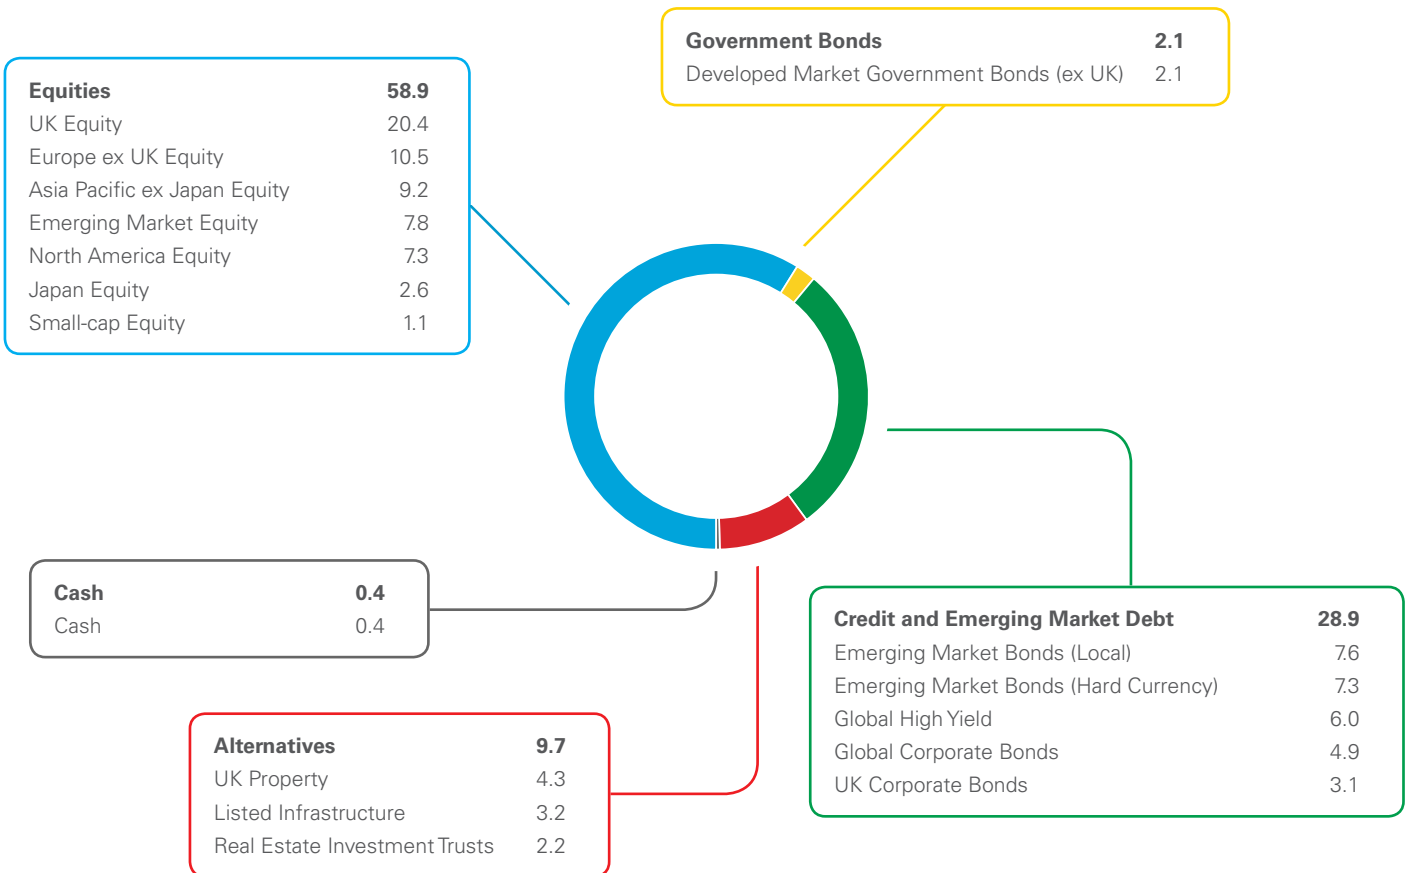 Government Bonds 2.1
Developed Market Government Bonds (ex UK) 2.1
Equities 58.9
UK Equity 20.4
Europe ex UK Equity 10.5
Asia Pacific ex Japan Equity 9.2
Emerging Market Equity 7.8
North America Equity 7.3
Japan Equity 2.6
Small-cap Equity 1.1
Cash 0.4
Cash 0.4
Credit and Emerging Market Debt 28.9
Emerging Market Bonds (Local) 7.6
Emerging Market Bonds (Hard Currency) 7.3
Global High Yield 6.0
Global Corporate Bonds 4.9
UK Corporate Bonds 3.1
Alternatives 9.7
UK Property 4.3
Listed Infrastructure 3.2
Real Estate Investment Trusts 2.2